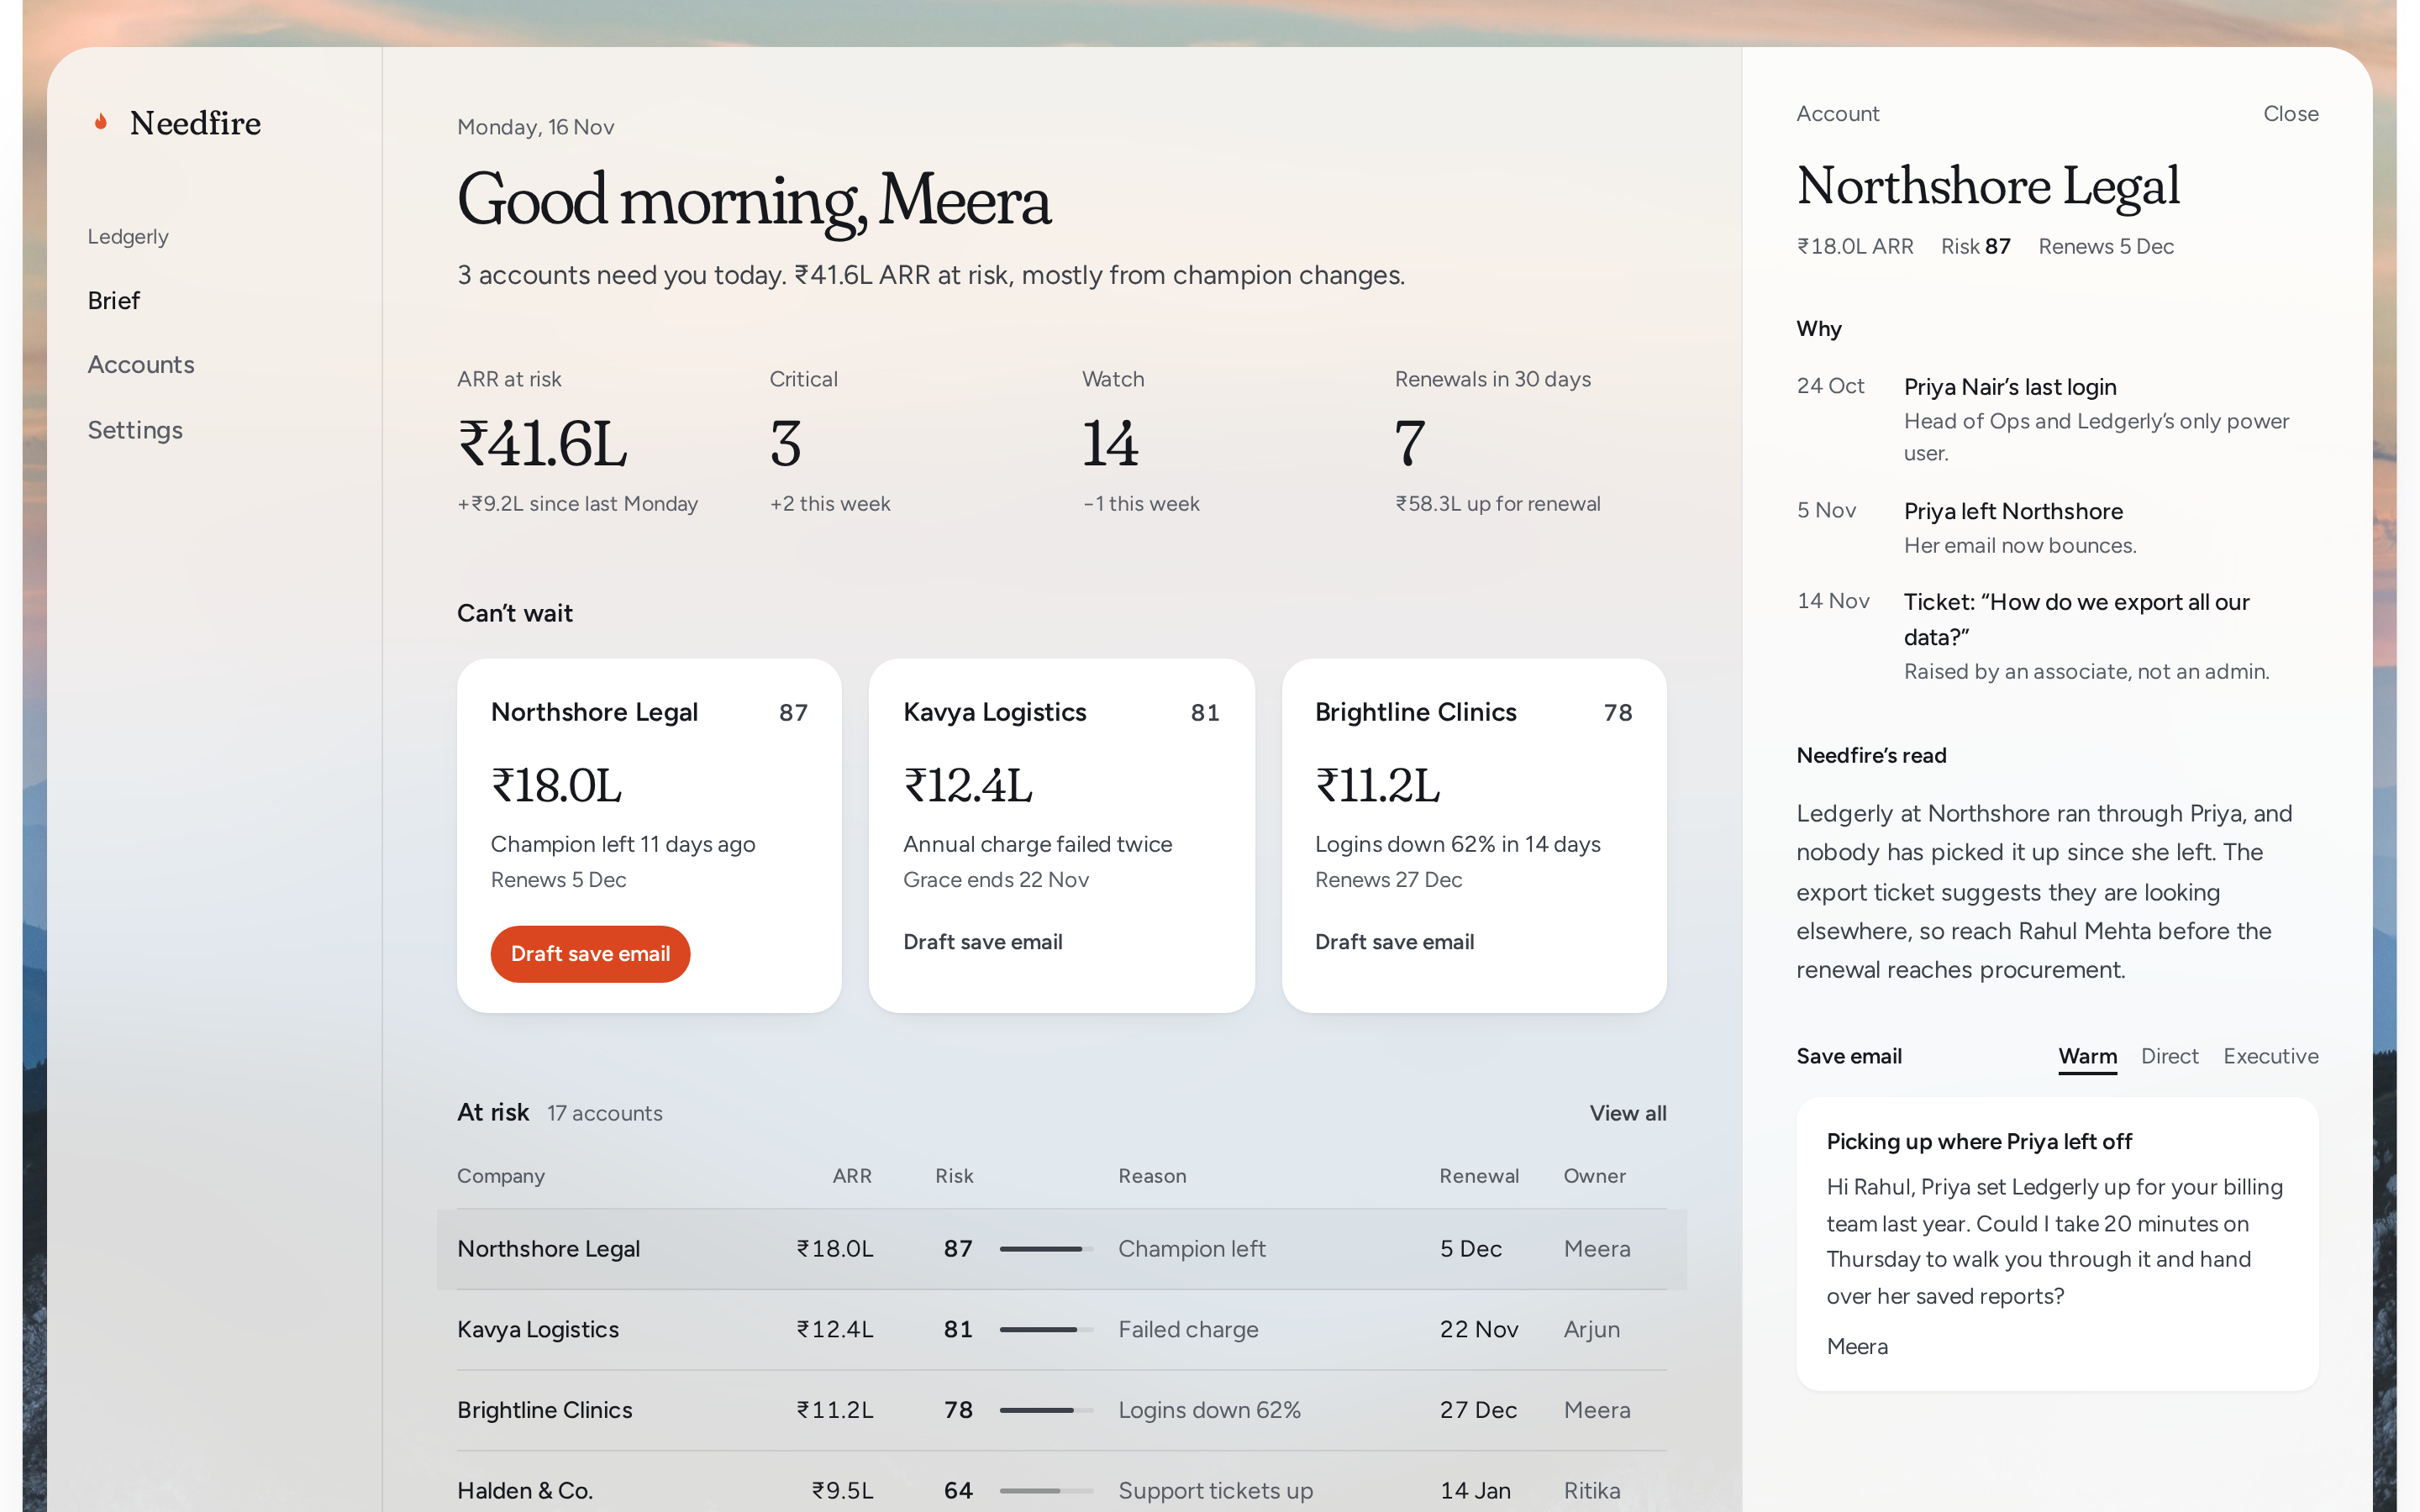 Needfire
Ledgerly
Brief
Accounts
Settings
Monday, 16 Nov
Good morning, Meera
3 accounts need you today. ₹41.6L ARR at risk, mostly from champion changes.
ARR at risk
₹41.6L
+₹9.2L since last Monday
Critical
3
+2 this week
Watch
14
−1 this week
Renewals in 30 days
7
₹58.3L up for renewal
Can’t wait
Northshore Legal 87
₹18.0L
Champion left 11 days ago
Renews 5 Dec
Draft save email
Kavya Logistics 81
₹12.4L
Annual charge failed twice
Grace ends 22 Nov
Draft save email
Brightline Clinics 78
₹11.2L
Logins down 62% in 14 days
Renews 27 Dec
Draft save email
At risk 17 accounts View all
Company ARR Risk Reason Renewal Owner
Northshore Legal ₹18.0L 87 Champion left 5 Dec Meera
Kavya Logistics ₹12.4L 81 Failed charge 22 Nov Arjun
Brightline Clinics ₹11.2L 78 Logins down 62% 27 Dec Meera
Halden & Co. ₹9.5L 64 Support tickets up 14 Jan Ritika
Account Close
Northshore Legal
₹18.0L ARR Risk 87 Renews 5 Dec
Why
24 Oct Priya Nair’s last login
Head of Ops and Ledgerly’s only power
user.
5 Nov Priya left Northshore
Her email now bounces.
14 Nov Ticket: “How do we export all our
data?”
Raised by an associate, not an admin.
Needfire’s read
Ledgerly at Northshore ran through Priya, and
nobody has picked it up since she left. The
export ticket suggests they are looking
elsewhere, so reach Rahul Mehta before the
renewal reaches procurement.
Save email Warm Direct Executive
Picking up where Priya left off
Hi Rahul, Priya set Ledgerly up for your billing
team last year. Could I take 20 minutes on
Thursday to walk you through it and hand
over her saved reports?
Meera